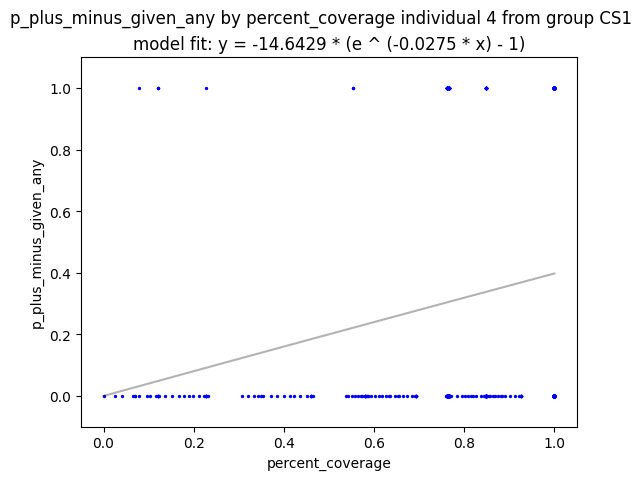 p_plus_minus_given_any by percent_coverage individual 4 from group CS1
model fit: y = -14.6429 * (e ^ (-0.0275 * x) - 1)
1.0
0.8
0.6
0.4
0.2
0.0
p_plus_minus_given_any
0.0 0.2 0.4 0.6 0.8 1.0
percent_coverage